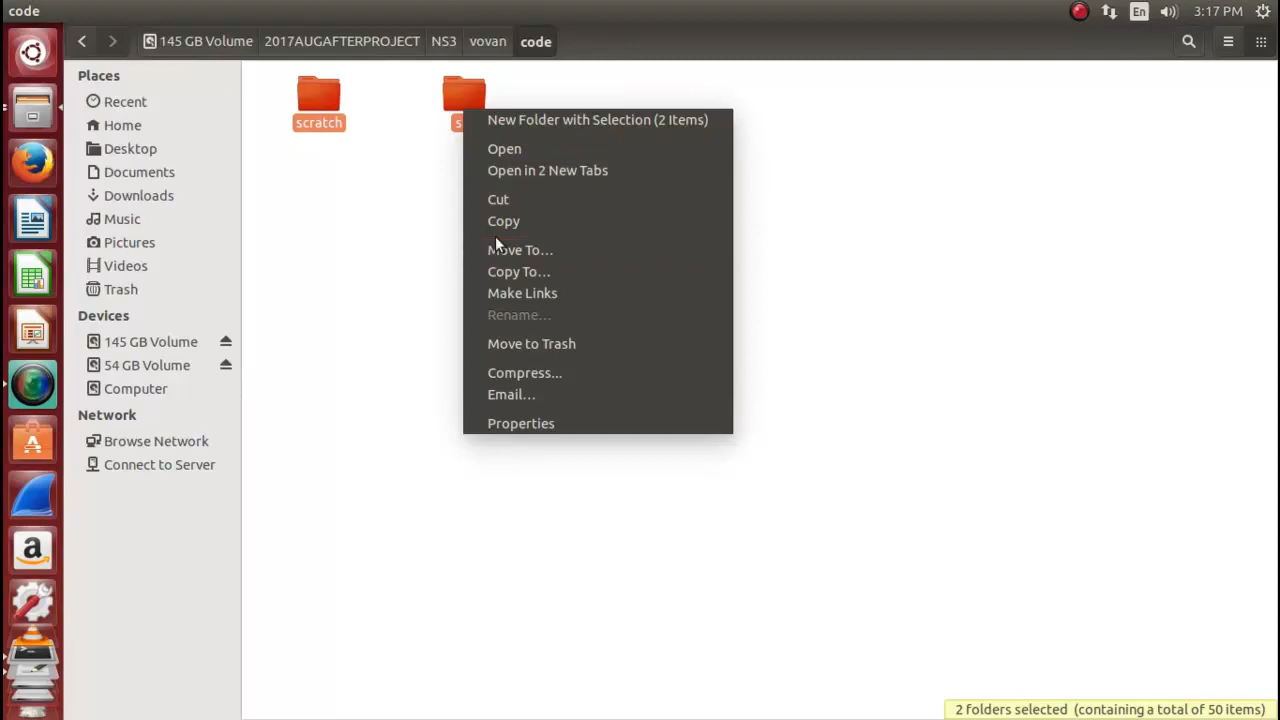 code
En
3:17 PM
145 GB Volume
2017AUGAFTERPROJECT
NS3
vovan
code
Places
Recent
Home
Desktop
Documents
Downloads
Music
Pictures
Videos
Trash
Devices
145 GB Volume
54 GB Volume
Computer
Network
Browse Network
Connect to Server
scratch
s
New Folder with Selection (2 Items)
Open
Open in 2 New Tabs
Cut
Copy
Move To…
Copy To…
Make Links
Rename…
Move to Trash
Compress...
Email…
Properties
2 folders selected (containing a total of 50 items)